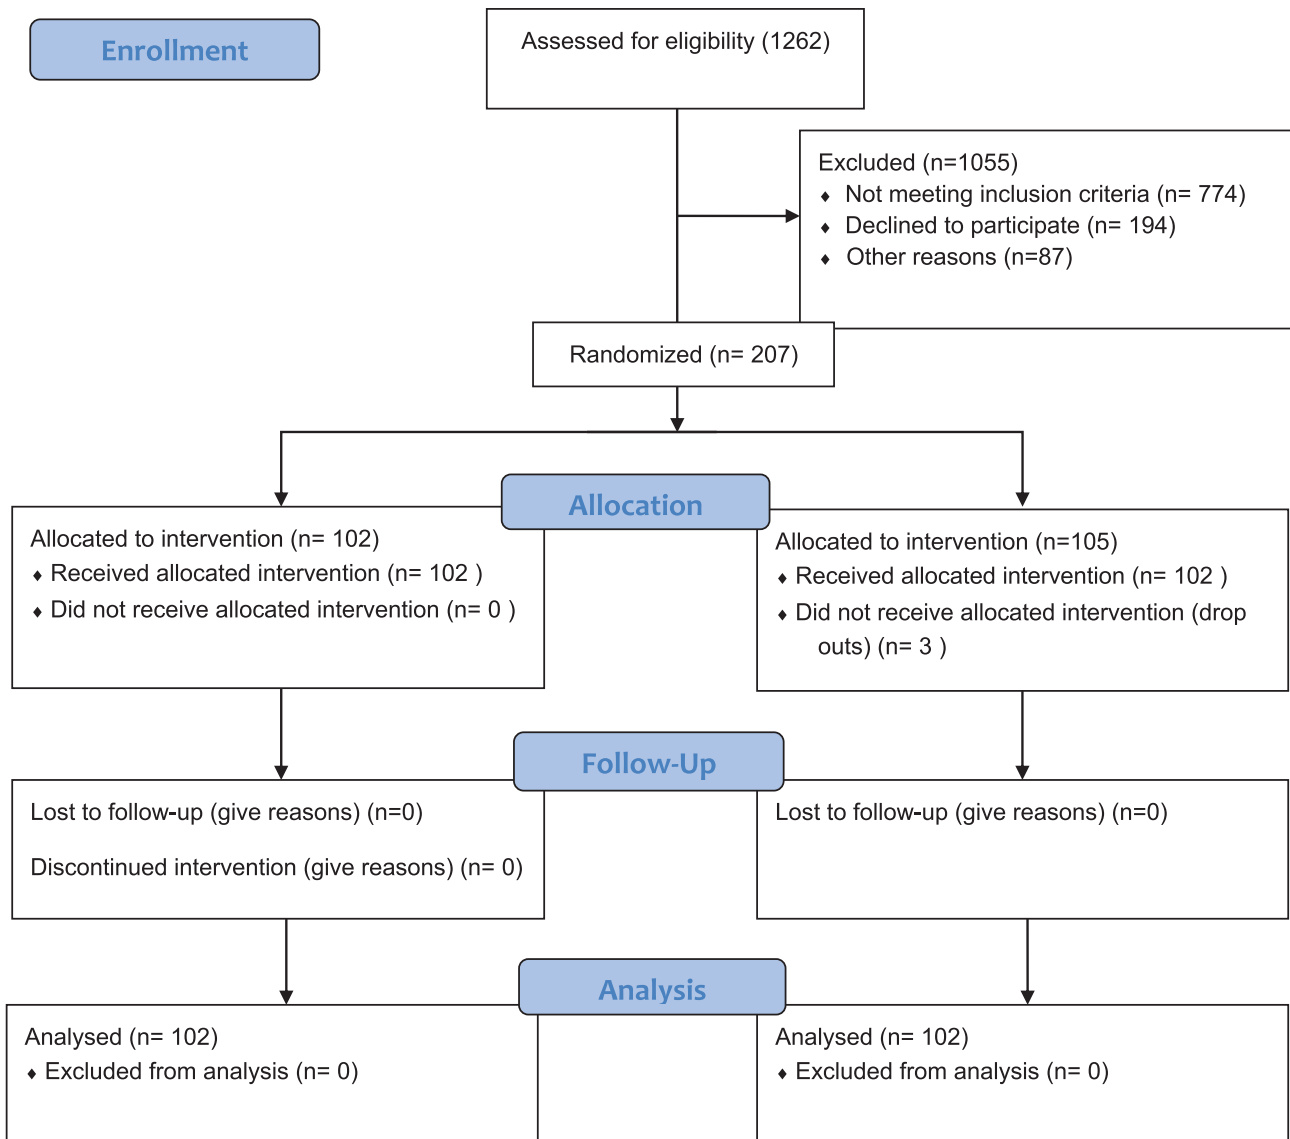 Enrollment
Assessed for eligibility (1262)
Excluded (n=1055)
♦ Not meeting inclusion criteria (n= 774)
♦ Declined to participate (n= 194)
♦ Other reasons (n=87)
Randomized (n= 207)
Allocation
Allocated to intervention (n= 102)
♦ Received allocated intervention (n= 102 )
♦ Did not receive allocated intervention (n= 0 )
Allocated to intervention (n=105)
♦ Received allocated intervention (n= 102 )
♦ Did not receive allocated intervention (drop
outs) (n= 3 )
Follow-Up
Lost to follow-up (give reasons) (n=0)
Discontinued intervention (give reasons) (n= 0)
Lost to follow-up (give reasons) (n=0)
Analysis
Analysed (n= 102)
♦ Excluded from analysis (n= 0)
Analysed (n= 102)
♦ Excluded from analysis (n= 0)